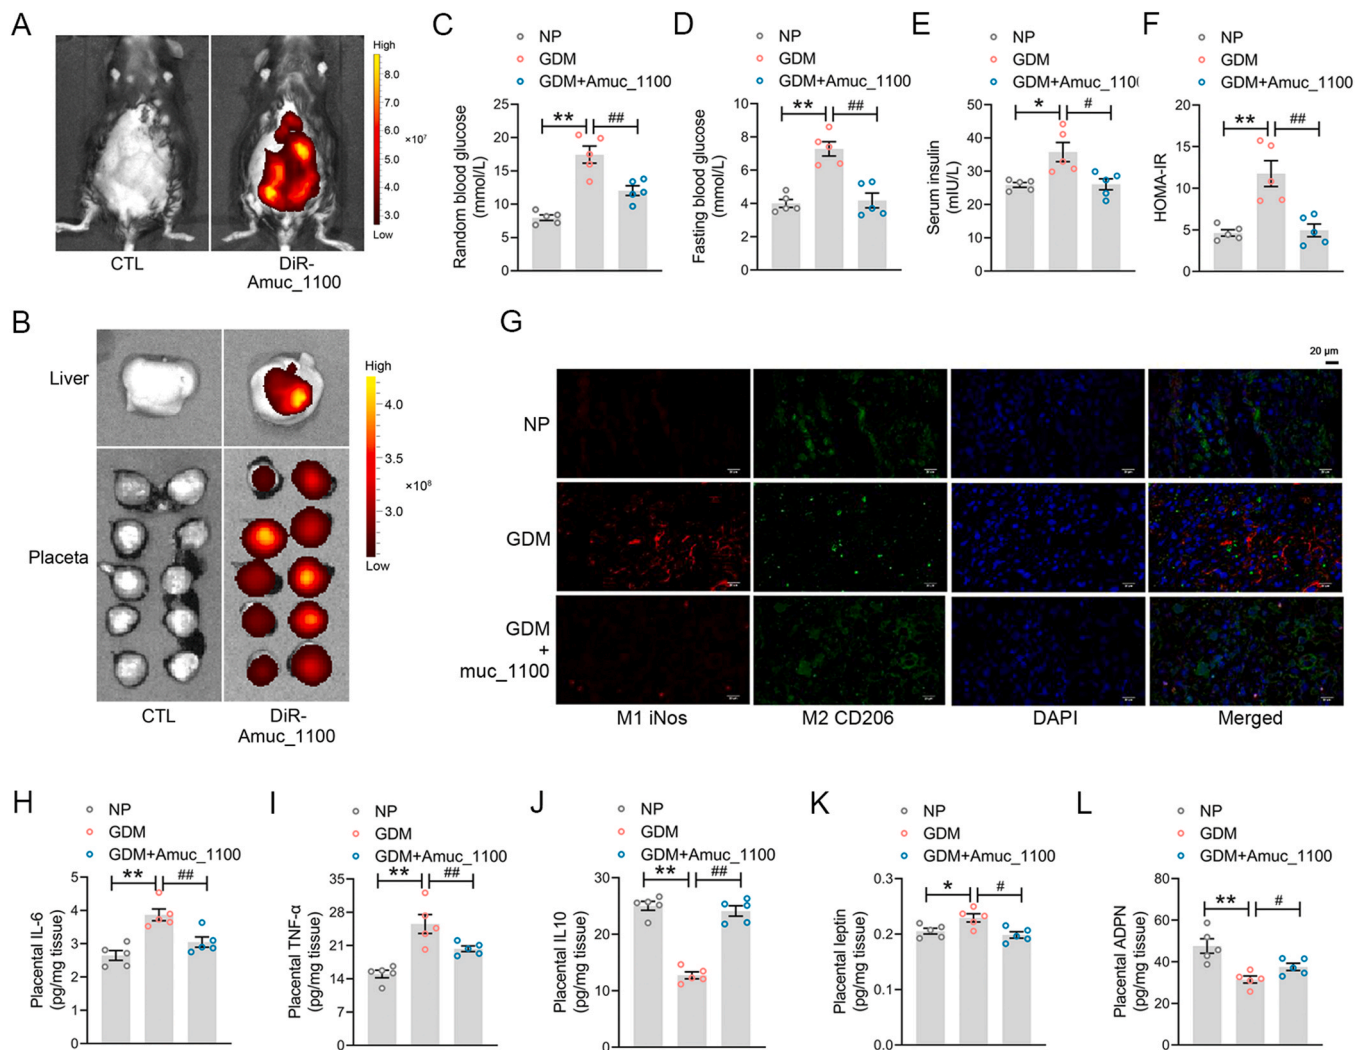 A
High
8.0
7.0
6.0
×10⁷
5.0
4.0
3.0
Low
CTL
DiR-
Amuc_1100
B
Liver
Placeta
High
4.0
3.5
×10⁸
3.0
Low
CTL
DiR-
Amuc_1100
C
NP
GDM
GDM+Amuc_1100
Random blood glucose
(mmol/L)
25
20
15
10
5
0
**
##
D
NP
GDM
GDM+Amuc_1100
Fasting blood glucose
(mmol/L)
8
6
4
2
0
**
##
E
NP
GDM
GDM+Amuc_110
Serum insulin
(mIU/L)
50
40
30
20
10
0
*
#
F
NP
GDM
GDM+Amuc_1100
HOMA-IR
20
15
10
5
0
**
##
G
20 μm
NP
GDM
GDM
+
muc_1100
M1 iNos
M2 CD206
DAPI
Merged
H
NP
GDM
GDM+Amuc_1100
Placental IL-6
(pg/mg tissue)
5
4
3
2
1
0
**
##
I
NP
GDM
GDM+Amuc_1100
Placental TNF-α
(pg/mg tissue)
35
28
21
14
7
0
**
##
J
NP
GDM
GDM+Amuc_1100
Placental IL10
(pg/mg tissue)
30
20
10
0
**
##
K
NP
GDM
GDM+Amuc_1100
Placental leptin
(pg/mg tissue)
0.3
0.2
0.1
0.0
*
#
L
NP
GDM
GDM+Amuc_1100
Placental ADPN
(pg/mg tissue)
80
60
40
20
0
**
#